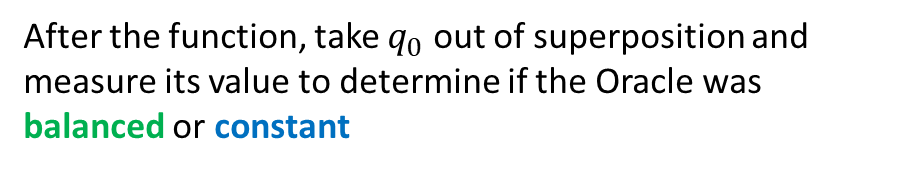 After the function, take q₀ out of superposition and
measure its value to determine if the Oracle was
balanced or constant